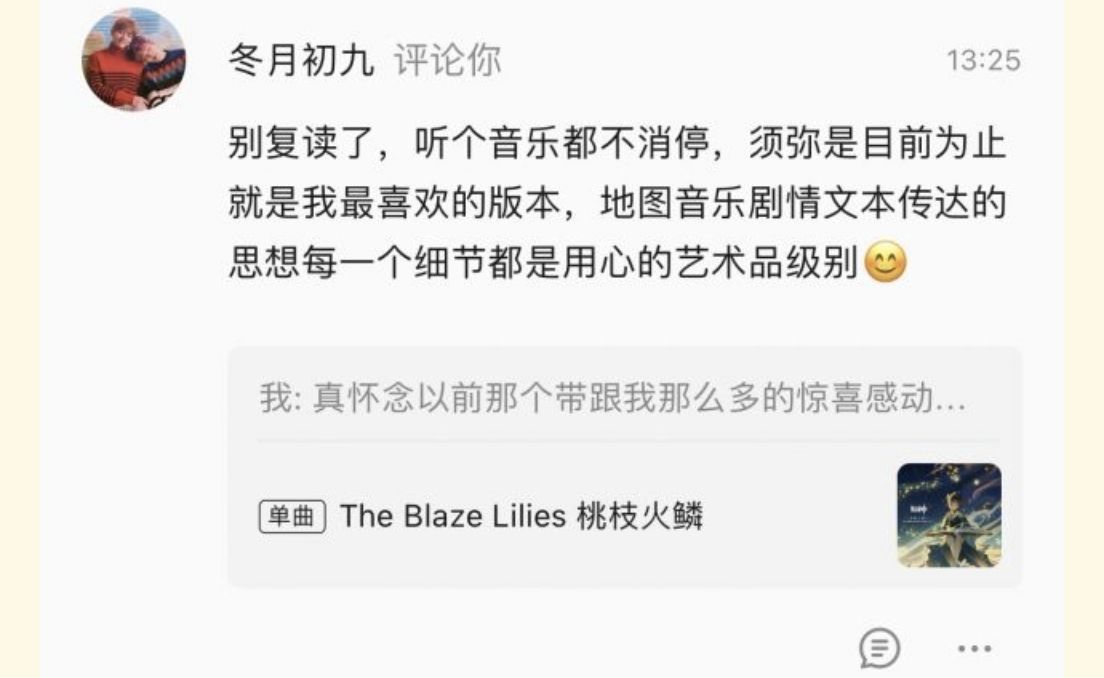 冬月初九 评论你 13:25
别复读了，听个音乐都不消停，须弥是目前为止
就是我最喜欢的版本，地图音乐剧情文本传达的
思想每一个细节都是用心的艺术品级别😊
我: 真怀念以前那个带跟我那么多的惊喜感动...
单曲 The Blaze Lilies 桃枝火鳞